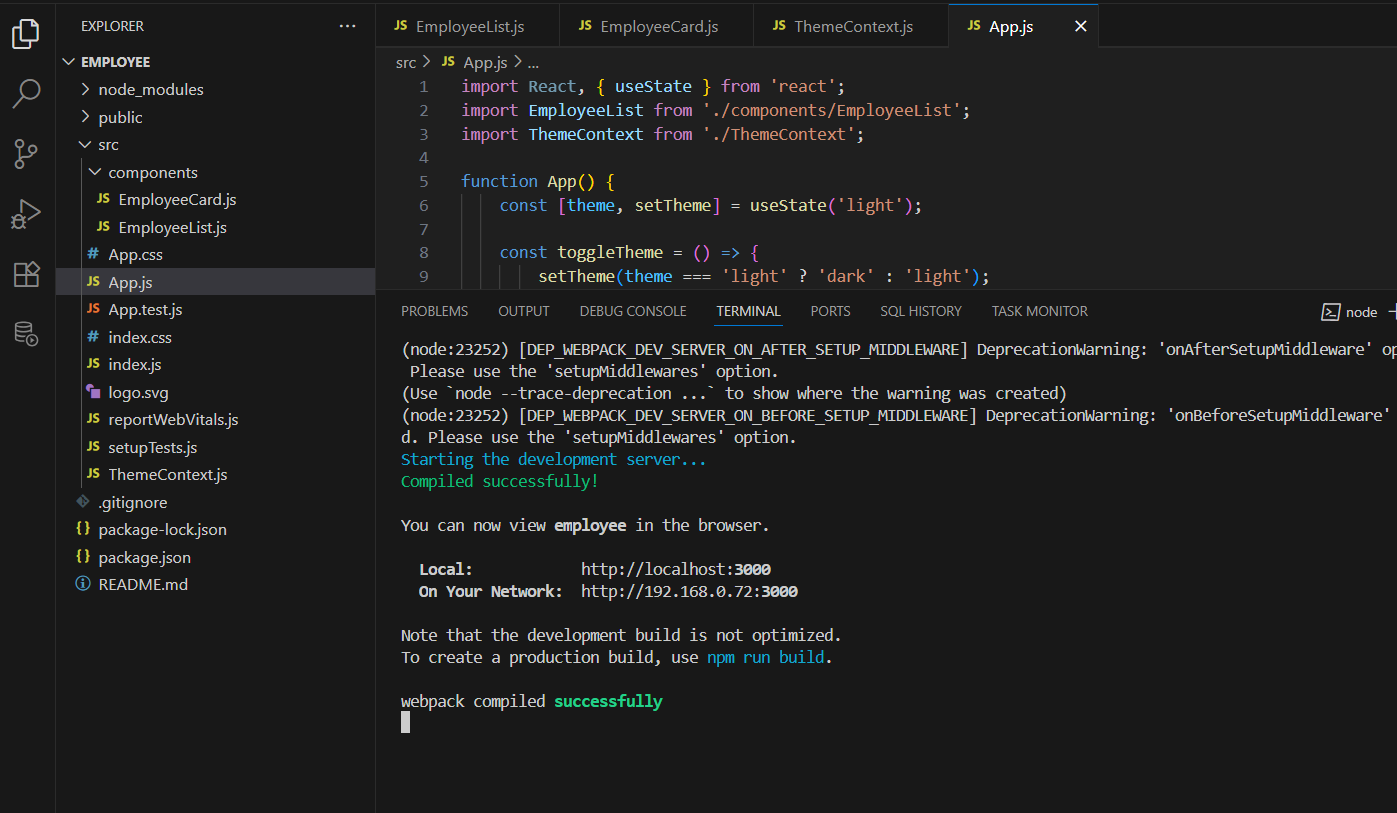 EXPLORER ...
EMPLOYEE
node_modules
public
src
components
JS EmployeeCard.js
JS EmployeeList.js
# App.css
JS App.js
JS App.test.js
# index.css
JS index.js
logo.svg
JS reportWebVitals.js
JS setupTests.js
JS ThemeContext.js
.gitignore
{} package-lock.json
{} package.json
README.md
JS EmployeeList.js JS EmployeeCard.js JS ThemeContext.js JS App.js
src > JS App.js > ...
1 import React, { useState } from 'react';
2 import EmployeeList from './components/EmployeeList';
3 import ThemeContext from './ThemeContext';
4
5 function App() {
6 const [theme, setTheme] = useState('light');
7
8 const toggleTheme = () => {
9 setTheme(theme === 'light' ? 'dark' : 'light');
PROBLEMS OUTPUT DEBUG CONSOLE TERMINAL PORTS SQL HISTORY TASK MONITOR node
(node:23252) [DEP_WEBPACK_DEV_SERVER_ON_AFTER_SETUP_MIDDLEWARE] DeprecationWarning: 'onAfterSetupMiddleware' op
Please use the 'setupMiddlewares' option.
(Use `node --trace-deprecation ...` to show where the warning was created)
(node:23252) [DEP_WEBPACK_DEV_SERVER_ON_BEFORE_SETUP_MIDDLEWARE] DeprecationWarning: 'onBeforeSetupMiddleware'
d. Please use the 'setupMiddlewares' option.
Starting the development server...
Compiled successfully!
You can now view employee in the browser.
Local: http://localhost:3000
On Your Network: http://192.168.0.72:3000
Note that the development build is not optimized.
To create a production build, use npm run build.
webpack compiled successfully